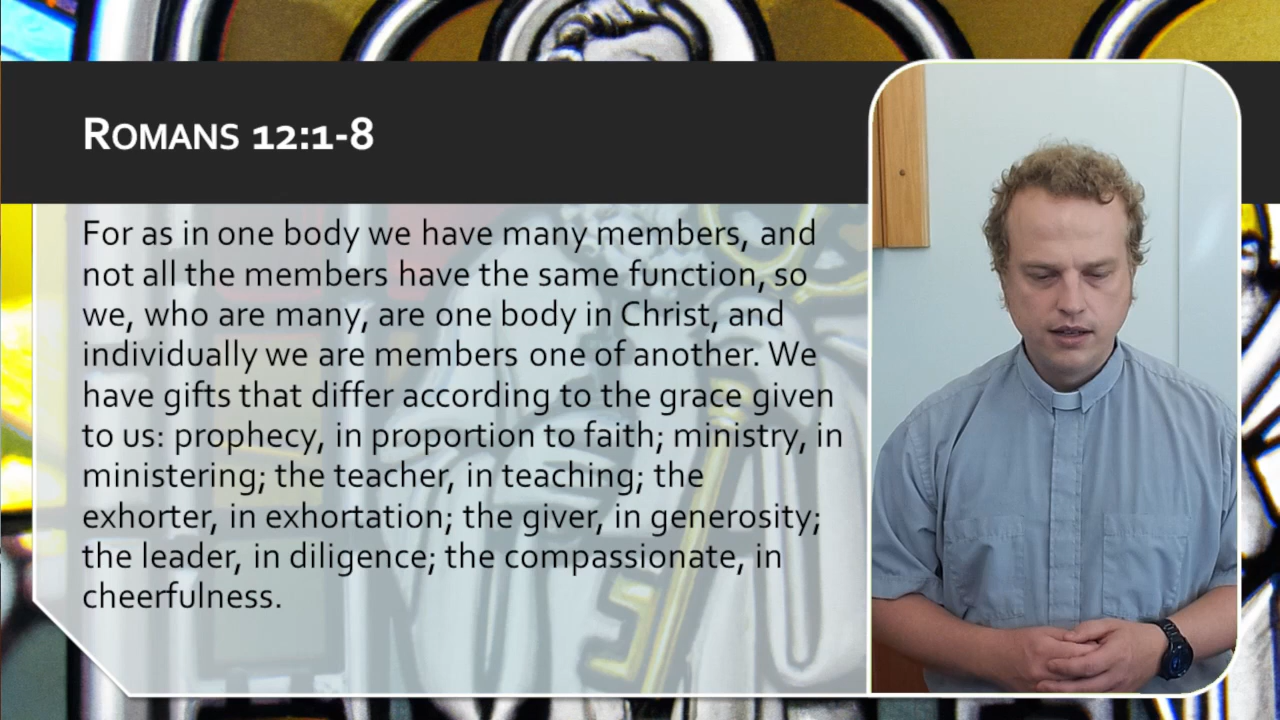 ROMANS 12:1-8
For as in one body we have many members, and
not all the members have the same function, so
we, who are many, are one body in Christ, and
individually we are members one of another. We
have gifts that differ according to the grace given
to us: prophecy, in proportion to faith; ministry, in
ministering; the teacher, in teaching; the
exhorter, in exhortation; the giver, in generosity;
the leader, in diligence; the compassionate, in
cheerfulness.